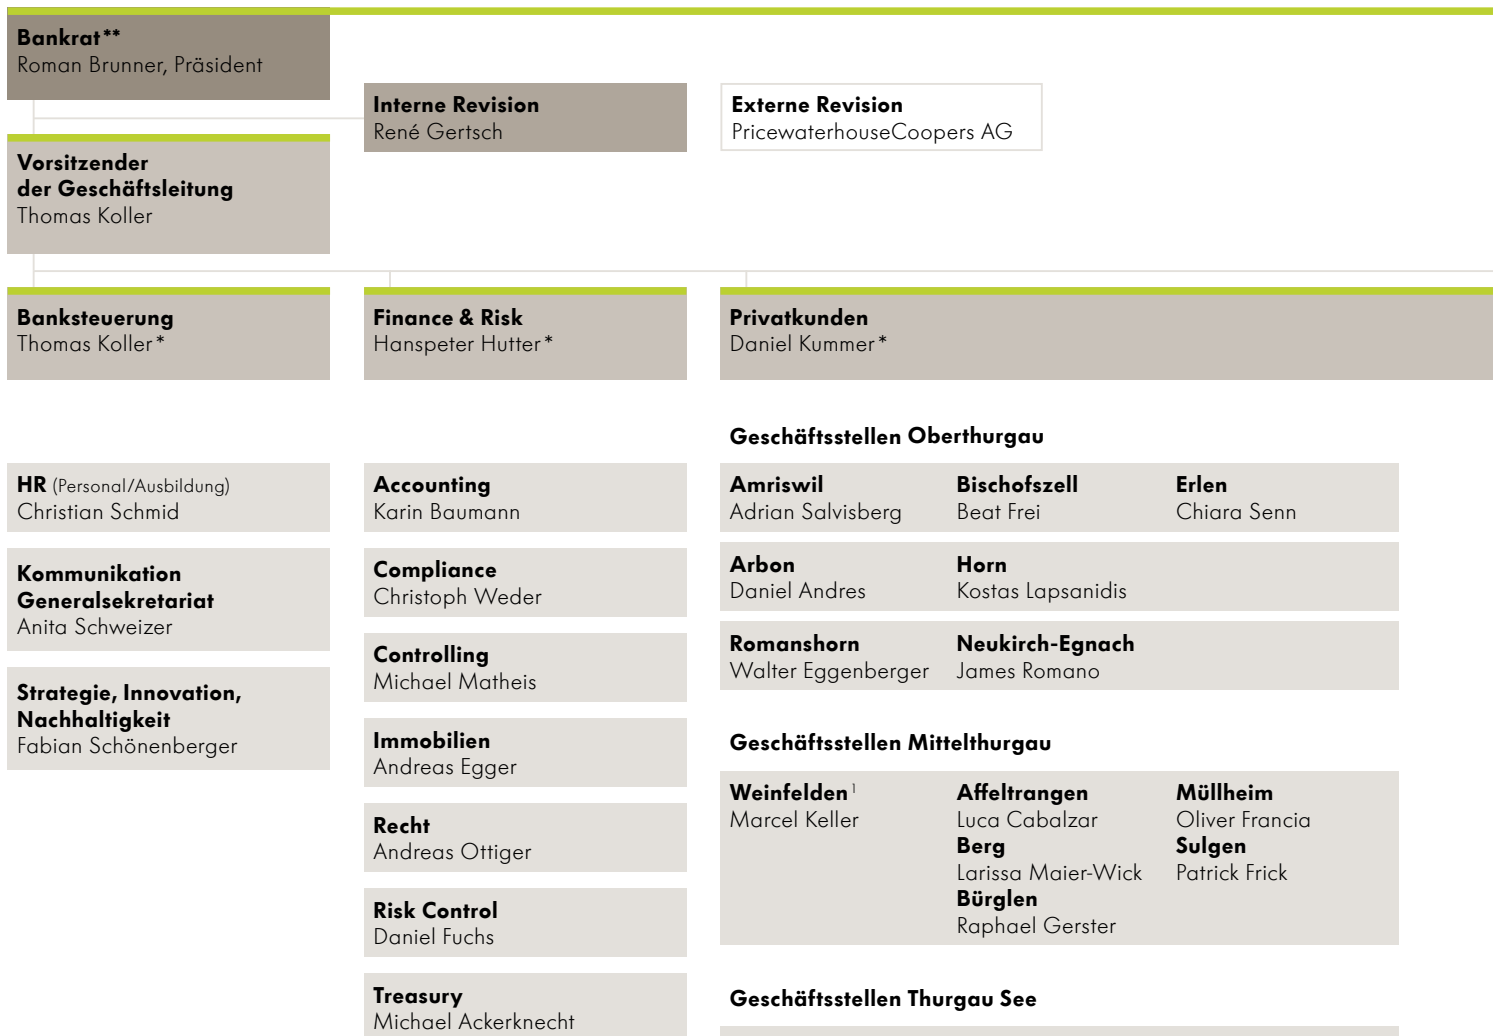 Bankrat**
Roman Brunner, Präsident
Interne Revision
René Gertsch
Externe Revision
PricewaterhouseCoopers AG
Vorsitzender
der Geschäftsleitung
Thomas Koller
Banksteuerung
Thomas Koller*
Finance & Risk
Hanspeter Hutter*
Privatkunden
Daniel Kummer*
HR (Personal/Ausbildung)
Christian Schmid
Kommunikation
Generalsekretariat
Anita Schweizer
Strategie, Innovation,
Nachhaltigkeit
Fabian Schönenberger
Accounting
Karin Baumann
Compliance
Christoph Weder
Controlling
Michael Matheis
Immobilien
Andreas Egger
Recht
Andreas Ottiger
Risk Control
Daniel Fuchs
Treasury
Michael Ackerknecht
Geschäftsstellen Oberthurgau
Amriswil
Adrian Salvisberg
Bischofszell
Beat Frei
Erlen
Chiara Senn
Arbon
Daniel Andres
Horn
Kostas Lapsanidis
Romanshorn
Walter Eggenberger
Neukirch-Egnach
James Romano
Geschäftsstellen Mittelthurgau
Weinfelden¹
Marcel Keller
Affeltrangen
Luca Cabalzar
Berg
Larissa Maier-Wick
Bürglen
Raphael Gerster
Müllheim
Oliver Francia
Sulgen
Patrick Frick
Geschäftsstellen Thurgau See